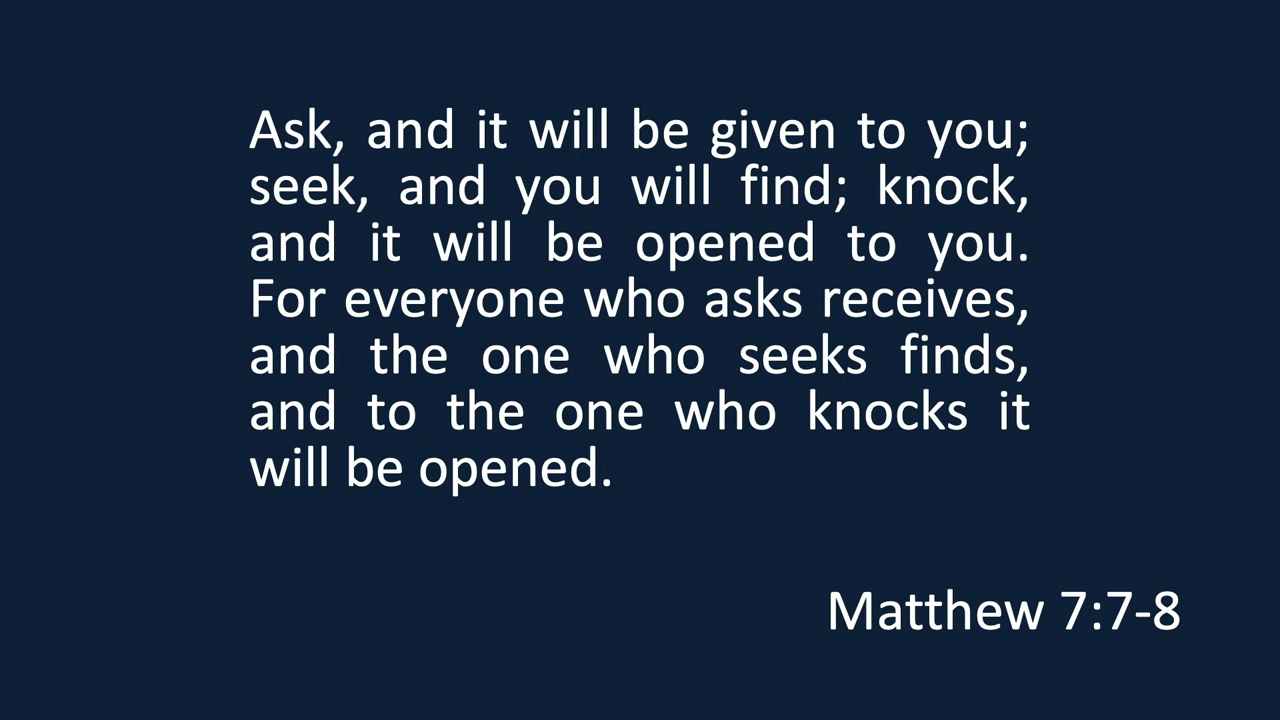 Ask, and it will be given to you;
seek, and you will find; knock,
and it will be opened to you.
For everyone who asks receives,
and the one who seeks finds,
and to the one who knocks it
will be opened.
Matthew 7:7-8